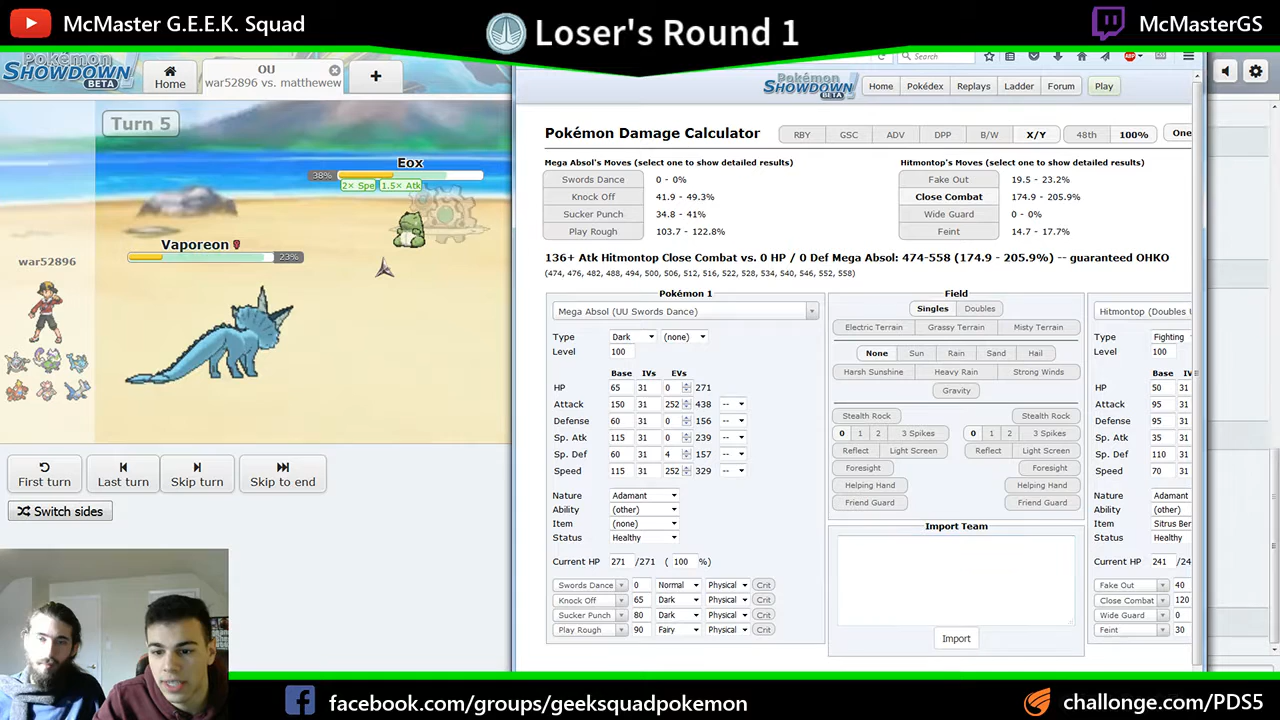 McMaster G.E.E.K. Squad
Loser's Round 1
McMasterGS
Pokémon
SHOWDOWN
BETA
Home
OU
war52896 vs. matthewew
+
Search
Pokémon
SHOWDOWN
BETA
Home
Pokédex
Replays
Ladder
Forum
Play
Turn 5
Eox
38%
2× Spe
1.5× Atk
Vaporeon
23%
war52896
First turn
Last turn
Skip turn
Skip to end
Switch sides
Pokémon Damage Calculator
RBY
GSC
ADV
DPP
B/W
X/Y
48th
100%
One
Mega Absol's Moves (select one to show detailed results)
Swords Dance 0 - 0%
Knock Off 41.9 - 49.3%
Sucker Punch 34.8 - 41%
Play Rough 103.7 - 122.8%
Hitmontop's Moves (select one to show detailed results)
Fake Out 19.5 - 23.2%
Close Combat 174.9 - 205.9%
Wide Guard 0 - 0%
Feint 14.7 - 17.7%
136+ Atk Hitmontop Close Combat vs. 0 HP / 0 Def Mega Absol: 474-558 (174.9 - 205.9%) -- guaranteed OHKO
(474, 476, 482, 488, 494, 500, 506, 512, 516, 522, 528, 534, 540, 546, 552, 558)
Pokémon 1
Mega Absol (UU Swords Dance)
Type Dark (none)
Level 100
Base IVs EVs
HP 65 31 0 271
Attack 150 31 252 438 --
Defense 60 31 0 156 --
Sp. Atk 115 31 0 239 --
Sp. Def 60 31 4 157 --
Speed 115 31 252 329 --
Nature Adamant
Ability (other)
Item (none)
Status Healthy
Current HP 271 /271 ( 100 %)
Swords Dance 0 Normal Physical Crit
Knock Off 65 Dark Physical Crit
Sucker Punch 80 Dark Physical Crit
Play Rough 90 Fairy Physical Crit
Field
Singles Doubles
Electric Terrain Grassy Terrain Misty Terrain
None Sun Rain Sand Hail
Harsh Sunshine Heavy Rain Strong Winds
Gravity
Stealth Rock Stealth Rock
0 1 2 3 Spikes 0 1 2 3 Spikes
Reflect Light Screen Reflect Light Screen
Foresight Foresight
Helping Hand Helping Hand
Friend Guard Friend Guard
Import Team
Import
Hitmontop (Doubles U
Type Fighting
Level 100
Base IV
HP 50 31
Attack 95 31
Defense 95 31
Sp. Atk 35 31
Sp. Def 110 31
Speed 70 31
Nature Adamant
Ability (other)
Item Sitrus Ber
Status Healthy
Current HP 241 /24
Fake Out 40
Close Combat 120
Wide Guard 0
Feint 30
facebook.com/groups/geeksquadpokemon
challonge.com/PDS5